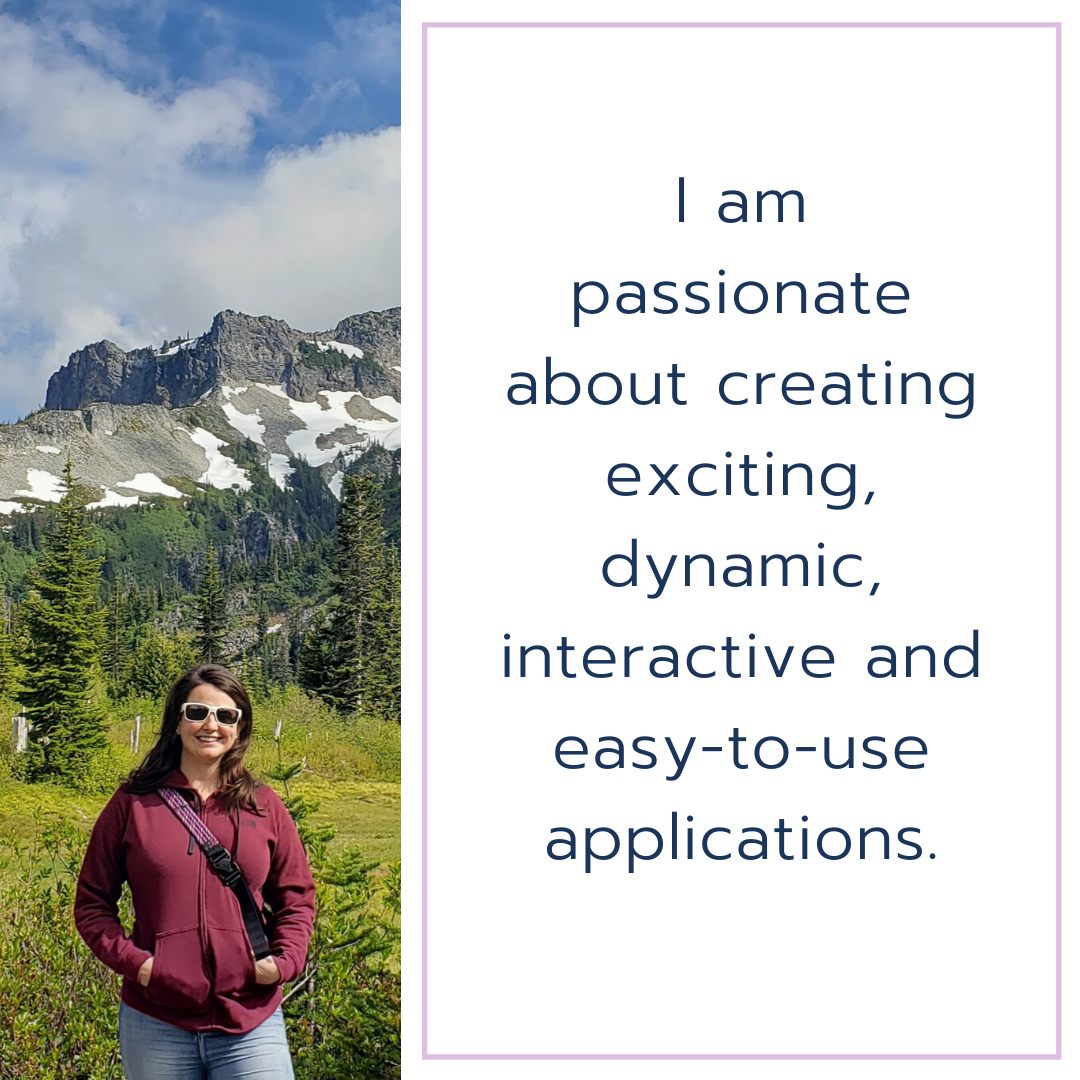 I am
passionate
about creating
exciting,
dynamic,
interactive and
easy-to-use
applications.